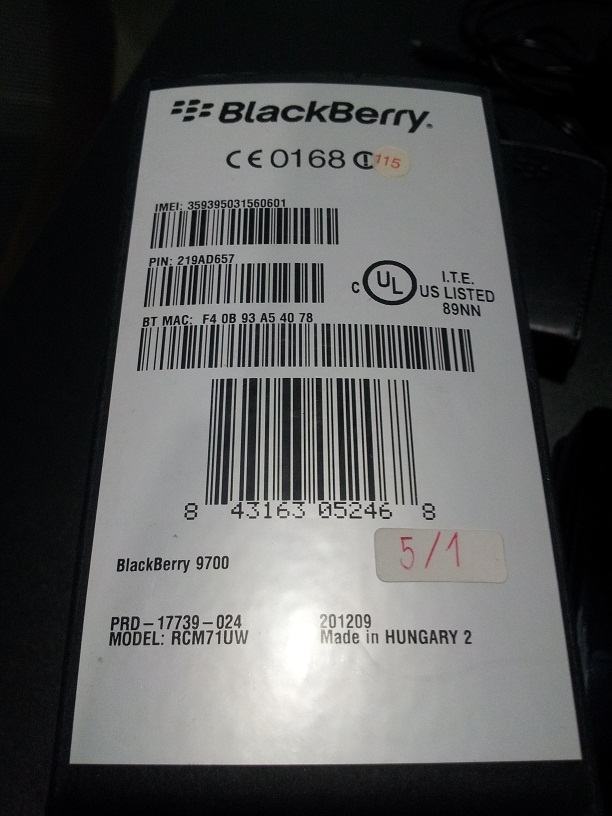 BlackBerry.
CE0168 115
IMEI: 359395031560601
PIN: 219AD657
C UL US LISTED
I.T.E.
89NN
BT MAC: F4 0B 93 A5 40 78
8 43163 05246 8
5/1
BlackBerry 9700
PRD-17739-024 201209
MODEL: RCM71UW Made in HUNGARY 2